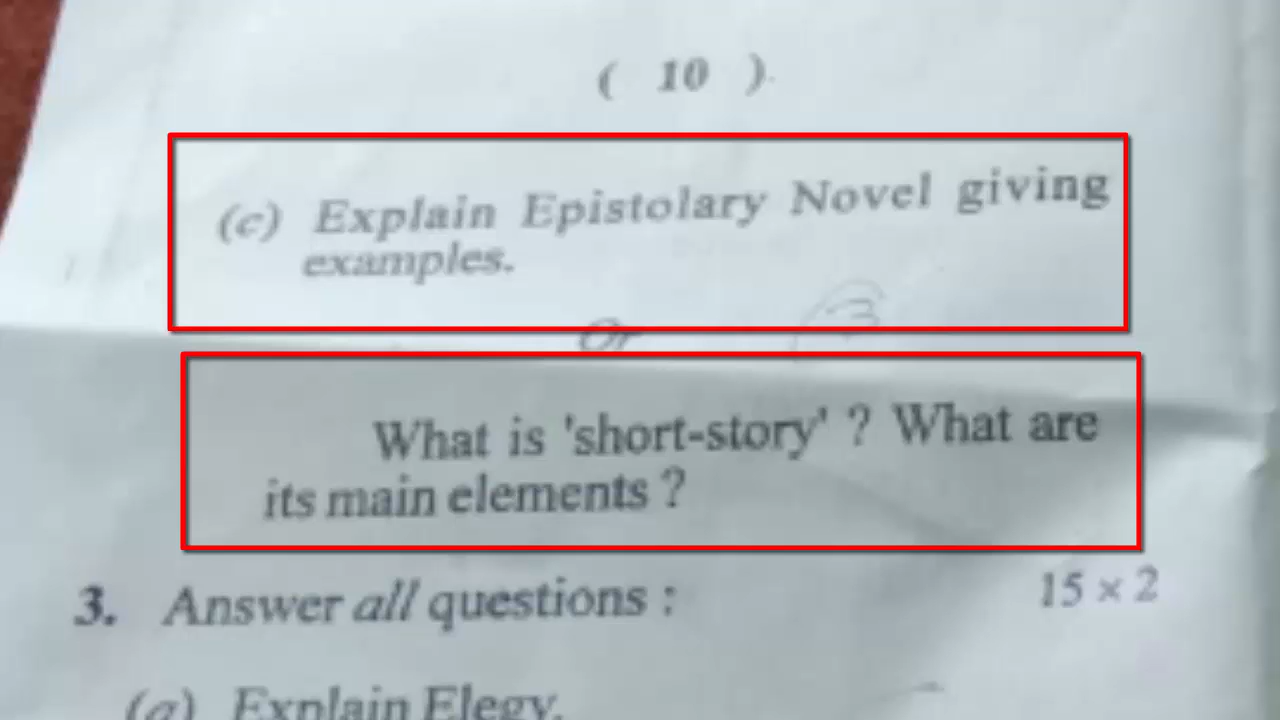 ( 10 )
(c) Explain Epistolary Novel giving
examples.
Or
What is 'short-story' ? What are
its main elements ?
3. Answer all questions : 15 × 2
(a) Explain Elegy.